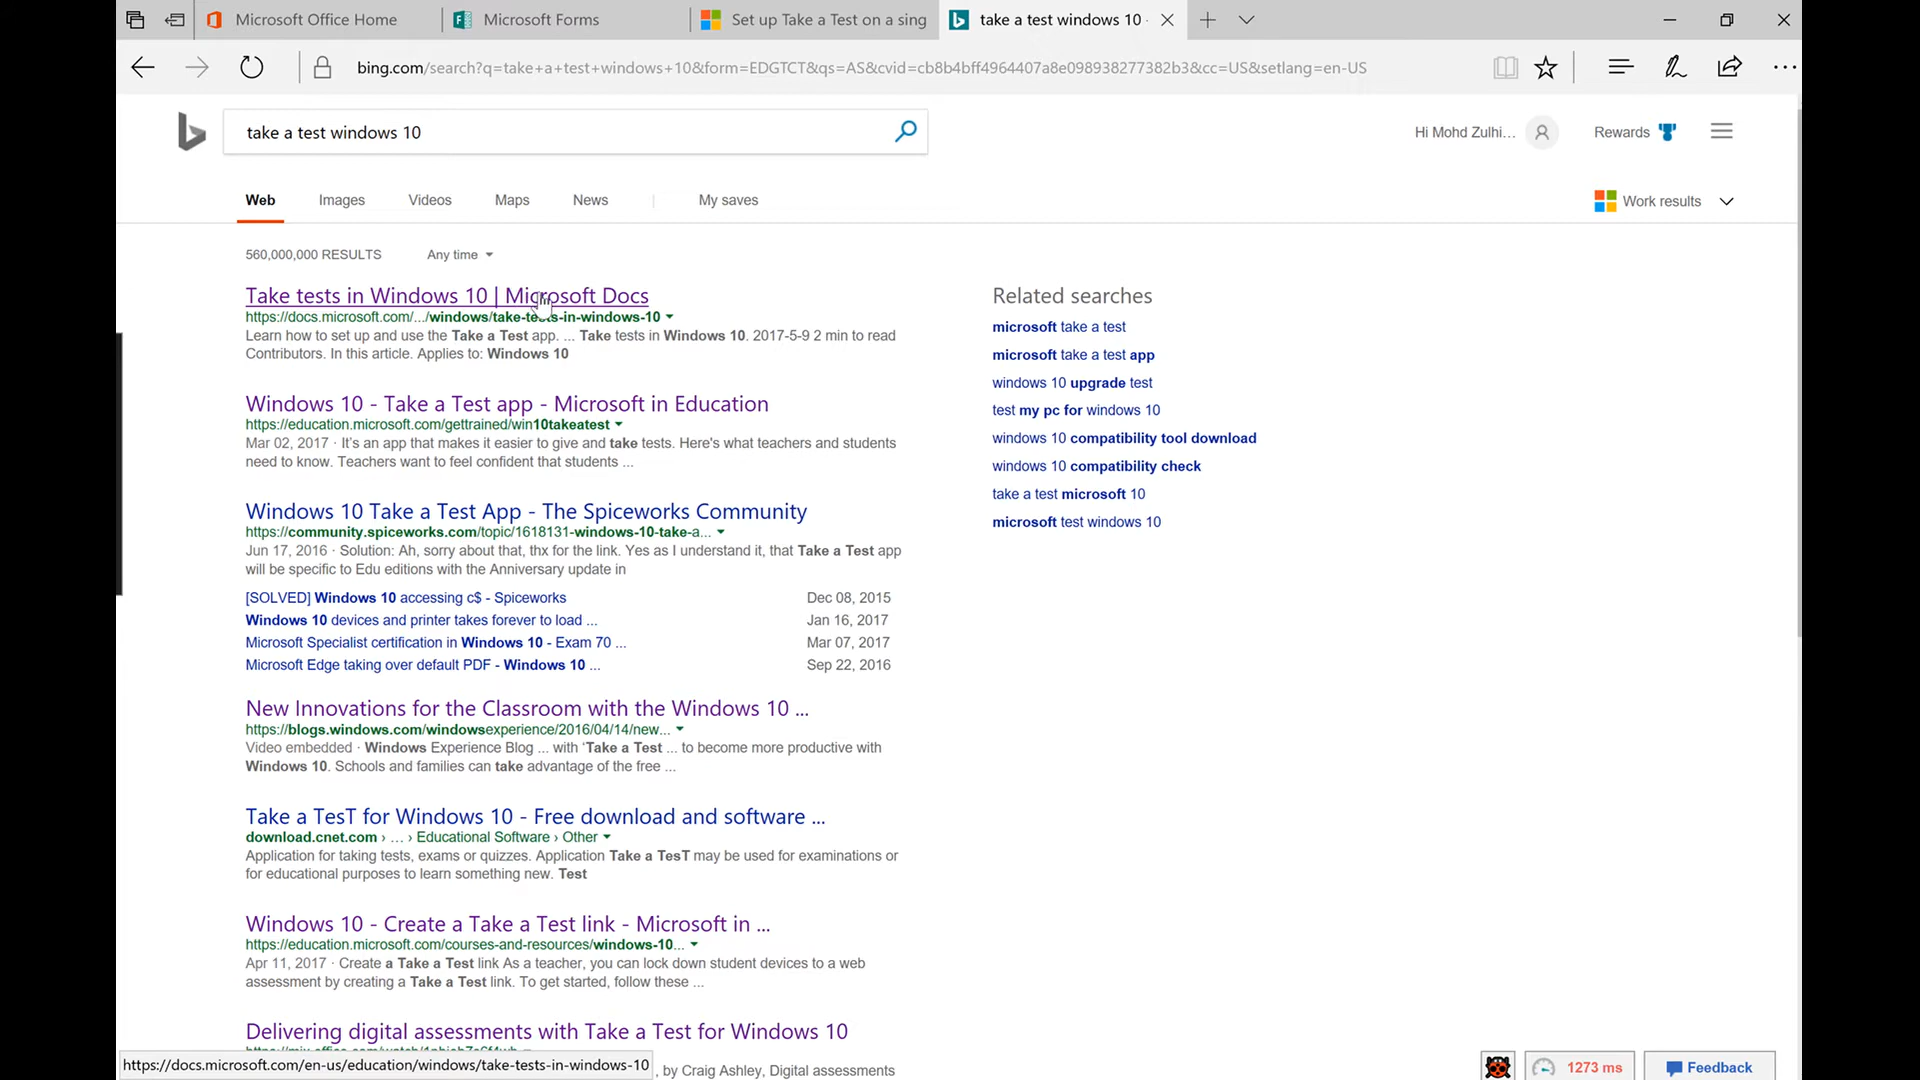 Microsoft Office Home
Microsoft Forms
Set up Take a Test on a sing
take a test windows 10
bing.com/search?q=take+a+test+windows+10&form=EDGTCT&qs=AS&cvid=cb8b4bff4964407a8e098938277382b3&cc=US&setlang=en-US
take a test windows 10
Hi Mohd Zulhi...
Rewards
Web
Images
Videos
Maps
News
My saves
Work results
560,000,000 RESULTS
Any time
Take tests in Windows 10 | Microsoft Docs
https://docs.microsoft.com/.../windows/take-tests-in-windows-10
Learn how to set up and use the Take a Test app. ... Take tests in Windows 10. 2017-5-9 2 min to read
Contributors. In this article. Applies to: Windows 10
Windows 10 - Take a Test app - Microsoft in Education
https://education.microsoft.com/gettrained/win10takeatest
Mar 02, 2017 · It's an app that makes it easier to give and take tests. Here's what teachers and students
need to know. Teachers want to feel confident that students ...
Windows 10 Take a Test App - The Spiceworks Community
https://community.spiceworks.com/topic/1618131-windows-10-take-a...
Jun 17, 2016 · Solution: Ah, sorry about that, thx for the link. Yes as I understand it, that Take a Test app
will be specific to Edu editions with the Anniversary update in
[SOLVED] Windows 10 accessing c$ - Spiceworks
Dec 08, 2015
Windows 10 devices and printer takes forever to load ...
Jan 16, 2017
Microsoft Specialist certification in Windows 10 - Exam 70 ...
Mar 07, 2017
Microsoft Edge taking over default PDF - Windows 10 ...
Sep 22, 2016
New Innovations for the Classroom with the Windows 10 ...
https://blogs.windows.com/windowsexperience/2016/04/14/new...
Video embedded · Windows Experience Blog ... with 'Take a Test ... to become more productive with
Windows 10. Schools and families can take advantage of the free ...
Take a TesT for Windows 10 - Free download and software ...
download.cnet.com › ... › Educational Software › Other
Application for taking tests, exams or quizzes. Application Take a TesT may be used for examinations or
for educational purposes to learn something new. Test
Windows 10 - Create a Take a Test link - Microsoft in ...
https://education.microsoft.com/courses-and-resources/windows-10...
Apr 11, 2017 · Create a Take a Test link As a teacher, you can lock down student devices to a web
assessment by creating a Take a Test link. To get started, follow these ...
Delivering digital assessments with Take a Test for Windows 10
, by Craig Ashley, Digital assessments
Related searches
microsoft take a test
microsoft take a test app
windows 10 upgrade test
test my pc for windows 10
windows 10 compatibility tool download
windows 10 compatibility check
take a test microsoft 10
microsoft test windows 10
https://docs.microsoft.com/en-us/education/windows/take-tests-in-windows-10
1273 ms
Feedback